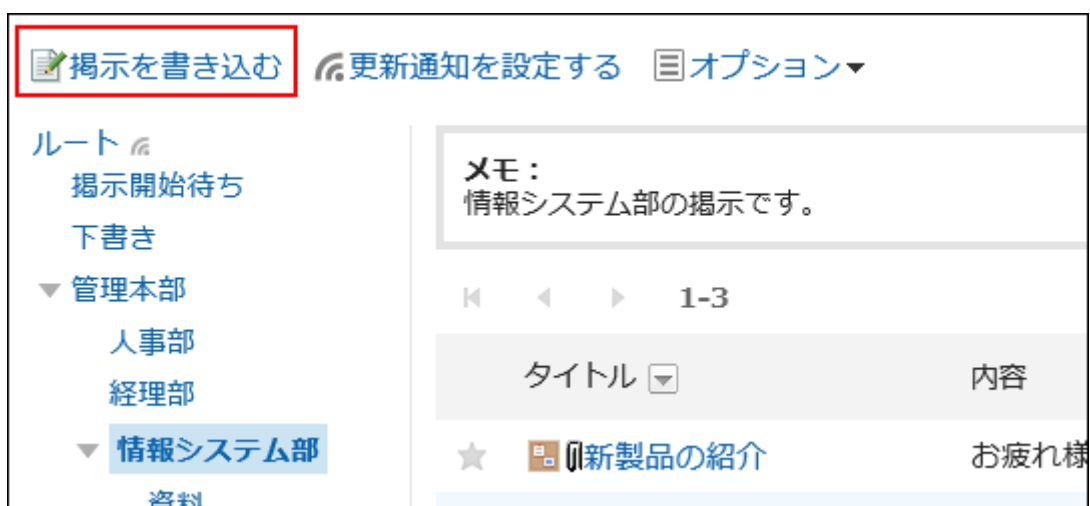 掲示を書き込む 更新通知を設定する オプション
ルート
掲示開始待ち
下書き
管理本部
人事部
経理部
情報システム部
資料
メモ：
情報システム部の掲示です。
1-3
タイトル 内容
新製品の紹介 お疲れ様